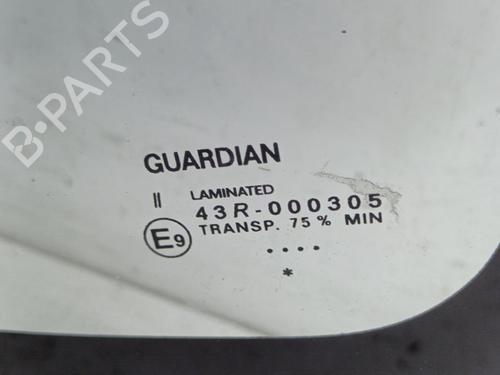 B-PARTS
GUARDIAN
II LAMINATED
43R-000305
E9 TRANSP. 75% MIN
....
*